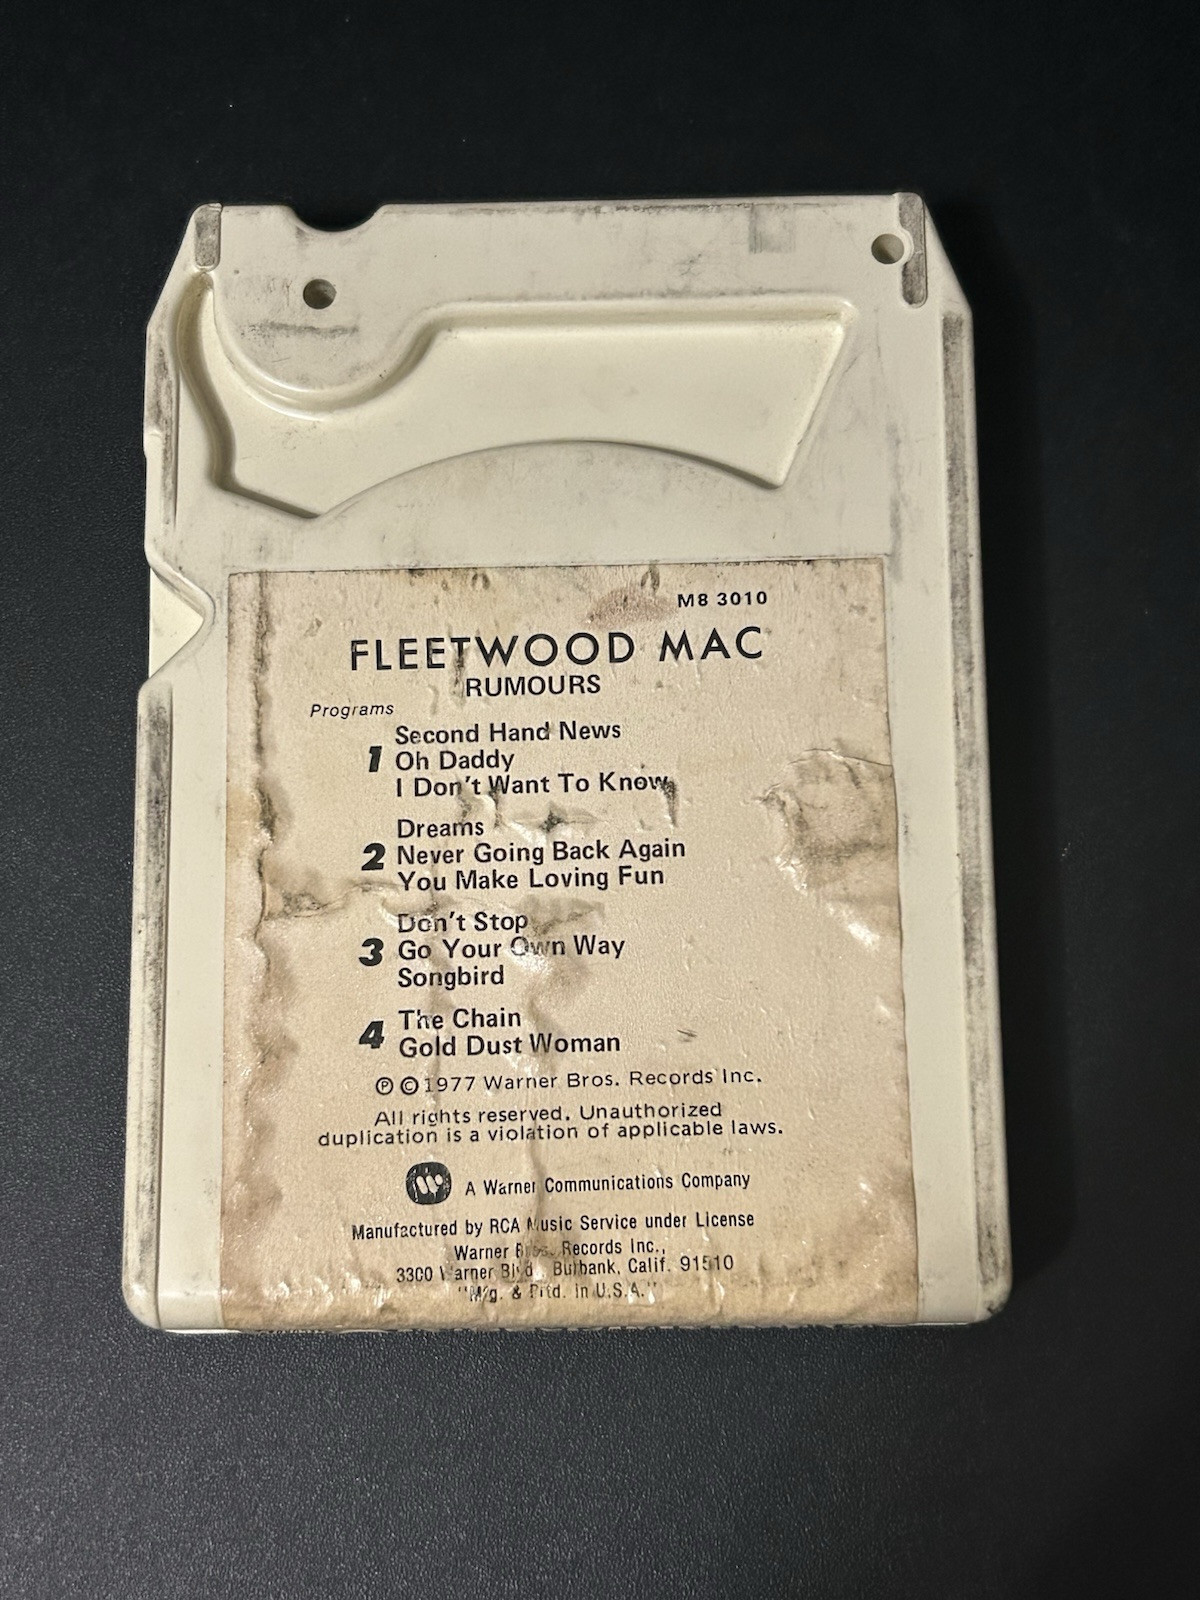 M8 3010
FLEETWOOD MAC
RUMOURS
Programs
1
Second Hand News
Oh Daddy
I Don't Want To Know
2
Dreams
Never Going Back Again
You Make Loving Fun
3
Don't Stop
Go Your Own Way
Songbird
4
The Chain
Gold Dust Woman
℗ © 1977 Warner Bros. Records Inc.
All rights reserved. Unauthorized
duplication is a violation of applicable laws.
A Warner Communications Company
Manufactured by RCA Music Service under License
Warner Bros. Records Inc.,
3300 Warner Blvd. Burbank, Calif. 91510
"Mfg. & Ptd. In U.S.A."